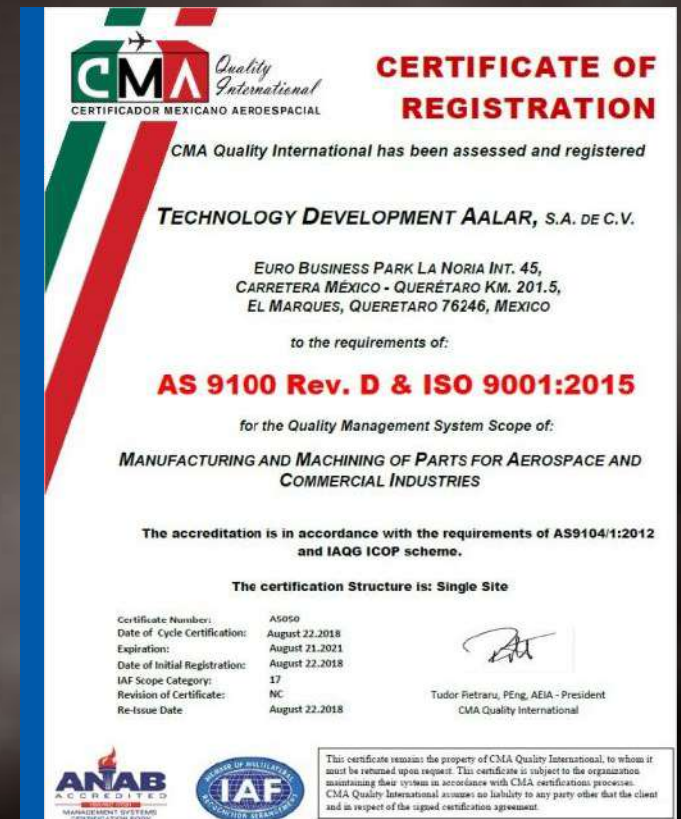 CMA
Quality
International
CERTIFICADOR MEXICANO AEROESPACIAL
CERTIFICATE OF
REGISTRATION
CMA Quality International has been assessed and registered
TECHNOLOGY DEVELOPMENT AALAR, S.A. DE C.V.
EURO BUSINESS PARK LA NORIA INT. 45,
CARRETERA MÉXICO - QUERÉTARO KM. 201.5,
EL MARQUES, QUERETARO 76246, MEXICO
to the requirements of:
AS 9100 Rev. D & ISO 9001:2015
for the Quality Management System Scope of:
MANUFACTURING AND MACHINING OF PARTS FOR AEROSPACE AND
COMMERCIAL INDUSTRIES
The accreditation is in accordance with the requirements of AS9104/1:2012
and IAQG ICOP scheme.
The certification Structure is: Single Site
Certificate Number: A5050
Date of Cycle Certification: August 22.2018
Expiration: August 21.2021
Date of Initial Registration: August 22.2018
IAF Scope Category: 17
Revision of Certificate: NC
Re-Issue Date August 22.2018
Tudor Pietraru, PEng, AEIA - President
CMA Quality International
ANAB
ACCREDITED
MANAGEMENT SYSTEMS
CERTIFICATION BODY
MEMBER OF MULTILATERAL
IAF
RECOGNITION ARRANGEMENT
This certificate remains the property of CMA Quality International, to whom it
must be returned upon request. This certificate is subject to the organization
maintaining their system in accordance with CMA certifications processes.
CMA Quality International assumes no liability to any party other that the client
and in respect of the signed certification agreement.